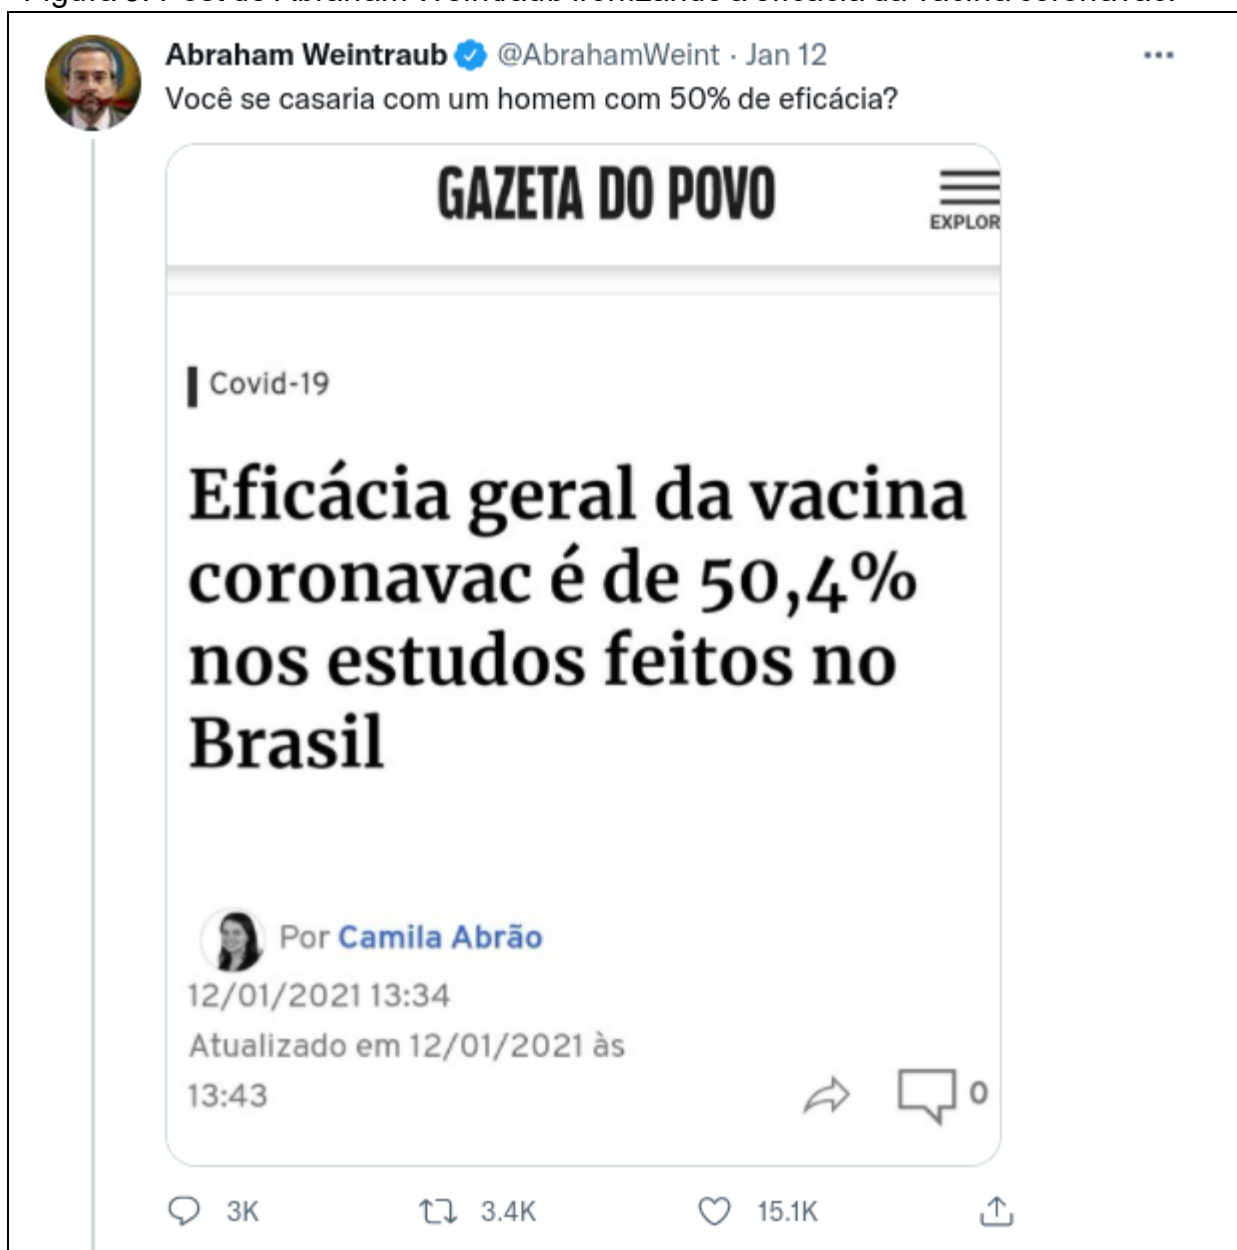 Abraham Weintraub @AbrahamWeint · Jan 12
Você se casaria com um homem com 50% de eficácia?
GAZETA DO POVO
EXPLOR
Covid-19
Eficácia geral da vacina
coronavac é de 50,4%
nos estudos feitos no
Brasil
Por Camila Abrão
12/01/2021 13:34
Atualizado em 12/01/2021 às
13:43
0
3K 3.4K 15.1K